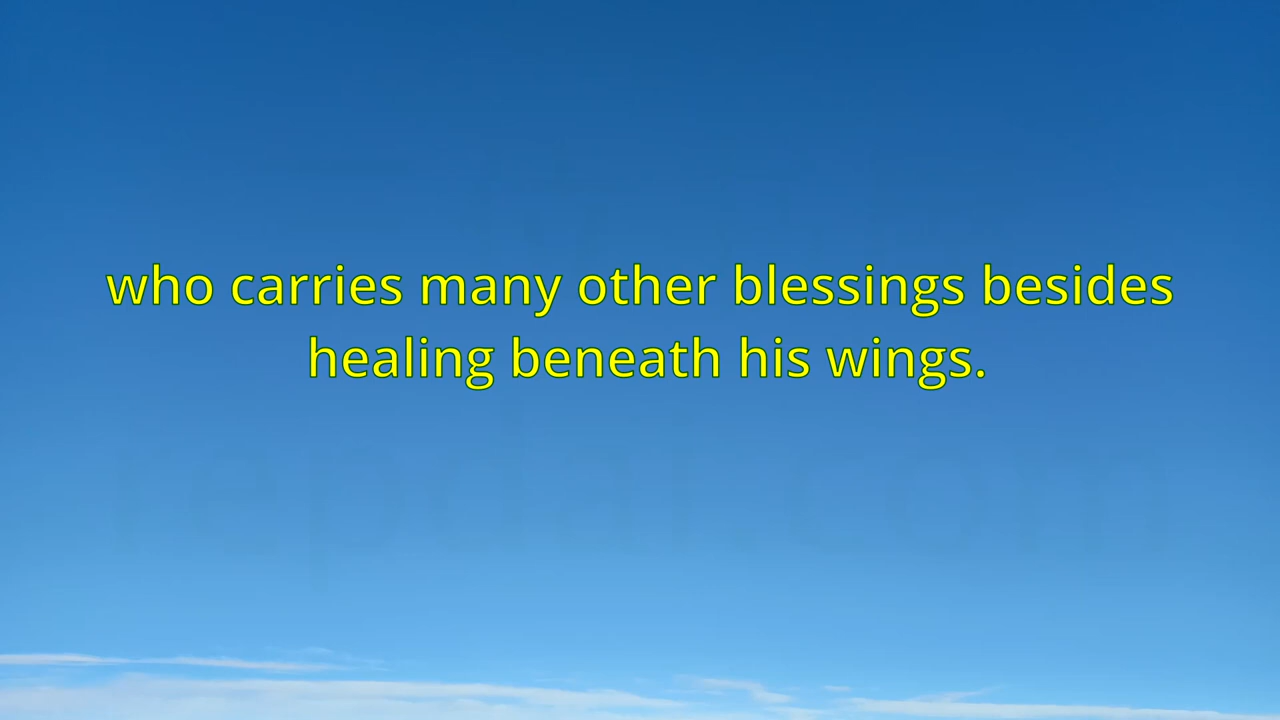 who carries many other blessings besides
healing beneath his wings.